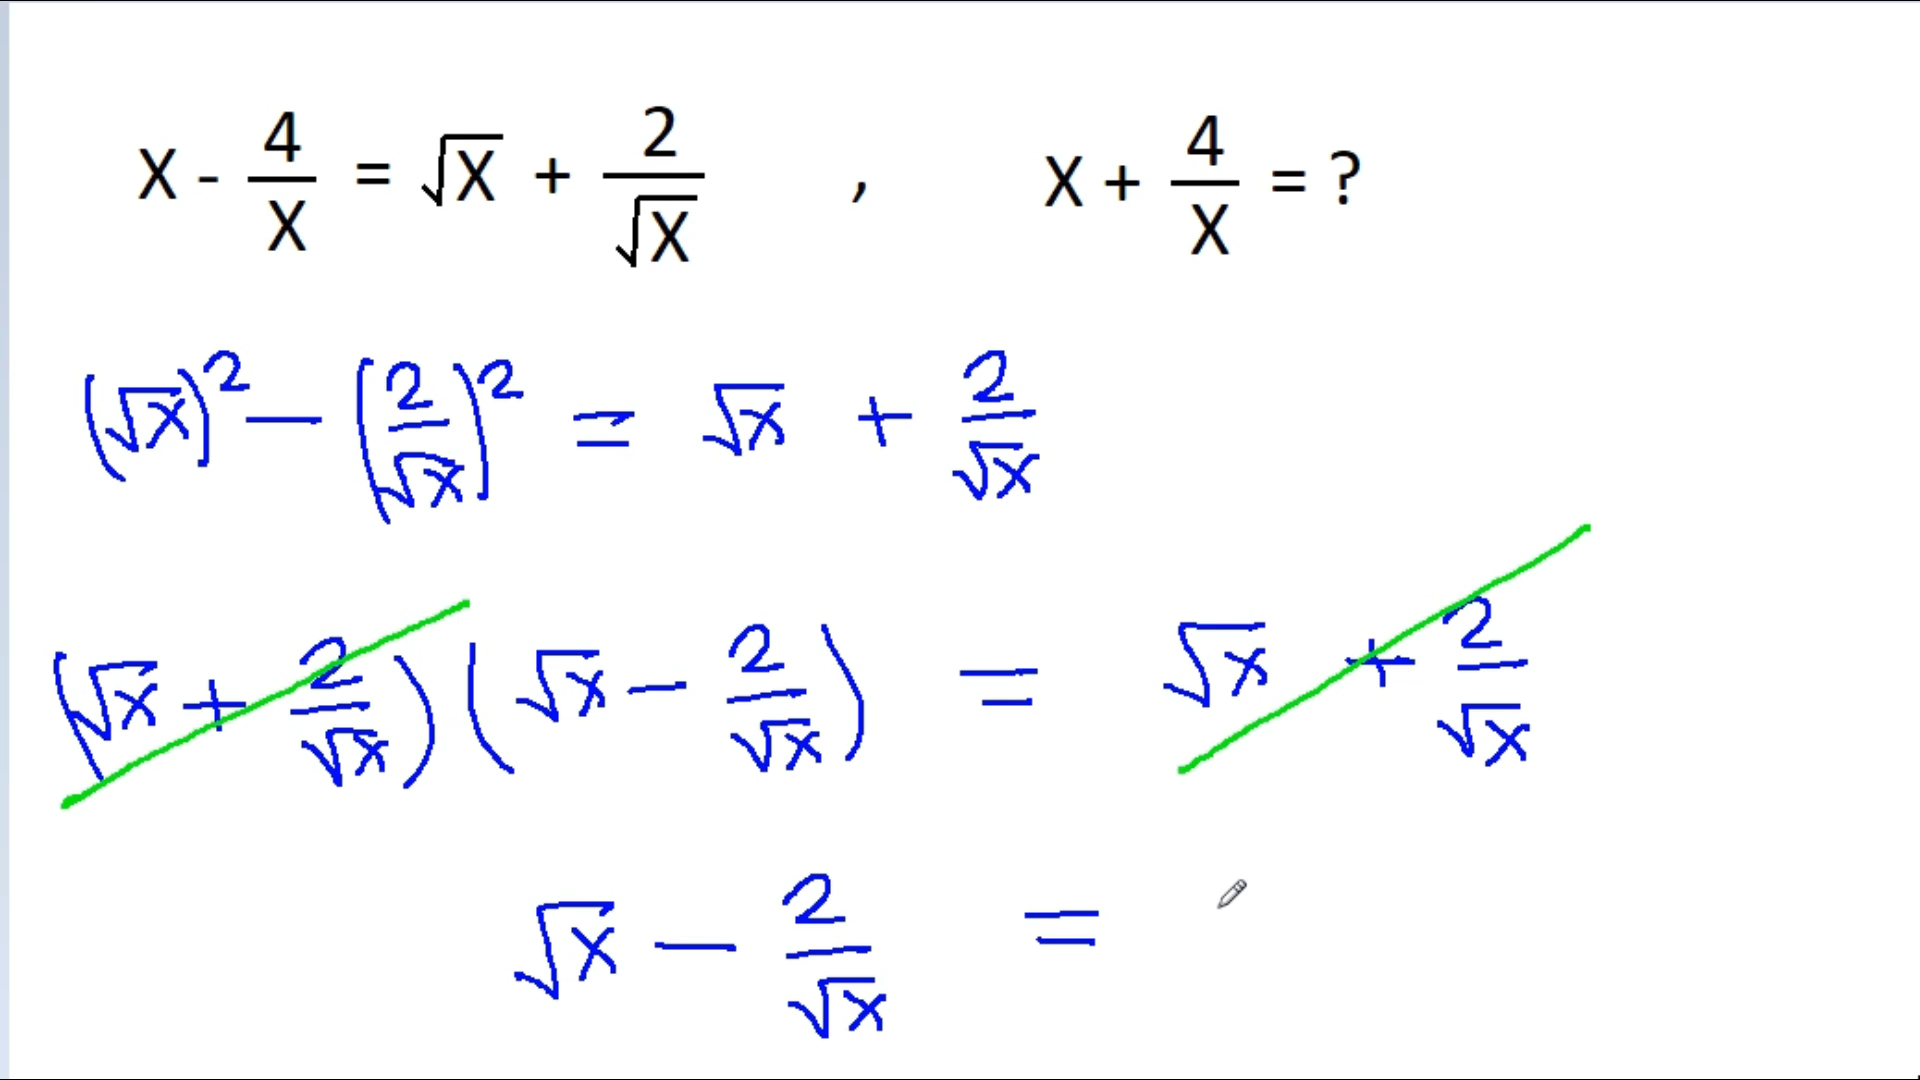 X - 4/X = √X + 2/√X , X + 4/X = ?
(√x)² − (2/√x)² = √x + 2/√x
(√x + 2/√x)(√x − 2/√x) = √x + 2/√x
√x − 2/√x =